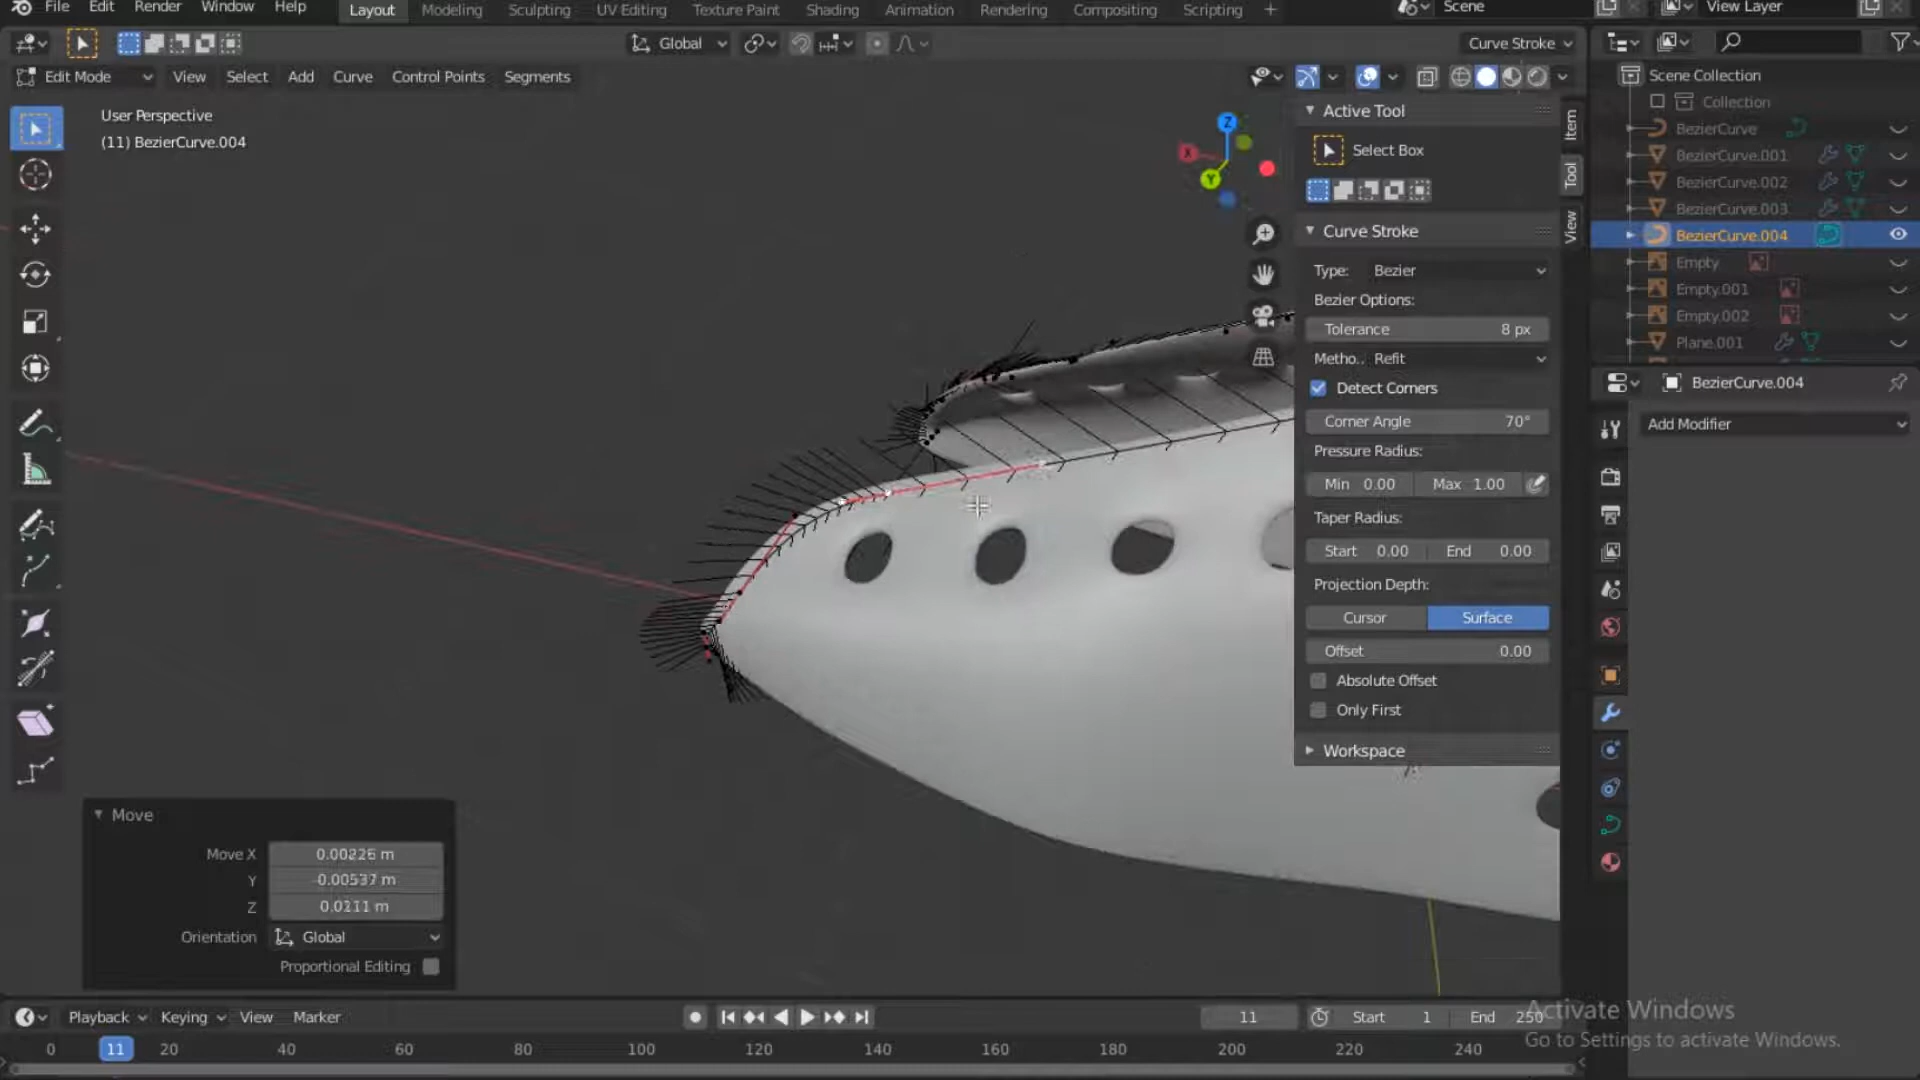 File Edit Render Window Help Layout Modeling Sculpting UV Editing Texture Paint Shading Animation Rendering Compositing Scripting + Scene View Layer
Global Curve Stroke
Edit Mode View Select Add Curve Control Points Segments
User Perspective
(11) BezierCurve.004
Z
X
Y
Active Tool
Select Box
Curve Stroke
Type: Bezier
Bezier Options:
Tolerance 8 px
Metho.. Refit
Detect Corners
Corner Angle 70°
Pressure Radius:
Min 0.00 Max 1.00
Taper Radius:
Start 0.00 End 0.00
Projection Depth:
Cursor Surface
Offset 0.00
Absolute Offset
Only First
Workspace
Item
Tool
View
Scene Collection
Collection
BezierCurve
BezierCurve.001
BezierCurve.002
BezierCurve.003
BezierCurve.004
Empty
Empty.001
Empty.002
Plane.001
BezierCurve.004
Add Modifier
Move
Move X 0.00226 m
Y -0.00537 m
Z 0.0211 m
Orientation Global
Proportional Editing
Playback Keying View Marker 11 Start 1 End 250
0 11 20 40 60 80 100 120 140 160 180 200 220 240
Activate Windows
Go to Settings to activate Windows.